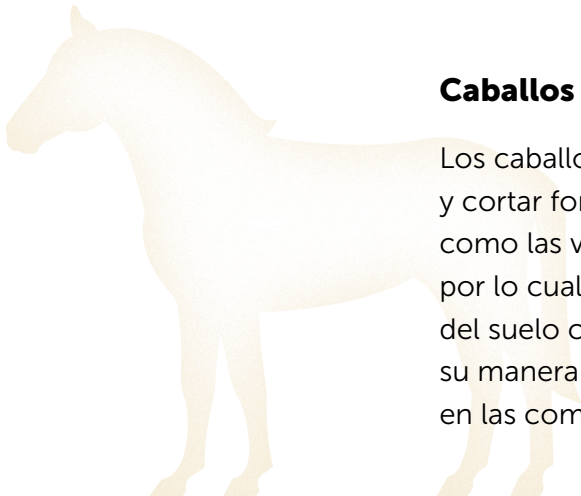 Caballos
Los caballo
y cortar for
como las v
por lo cual
del suelo c
su manera
en las com